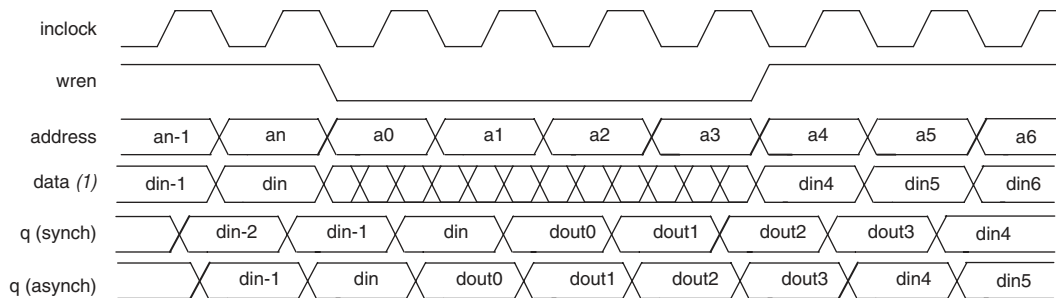 inclock
wren
address an-1 an a0 a1 a2 a3 a4 a5 a6
data (1) din-1 din din4 din5 din6
q (synch) din-2 din-1 din dout0 dout1 dout2 dout3 din4
q (asynch) din-1 din dout0 dout1 dout2 dout3 din4 din5